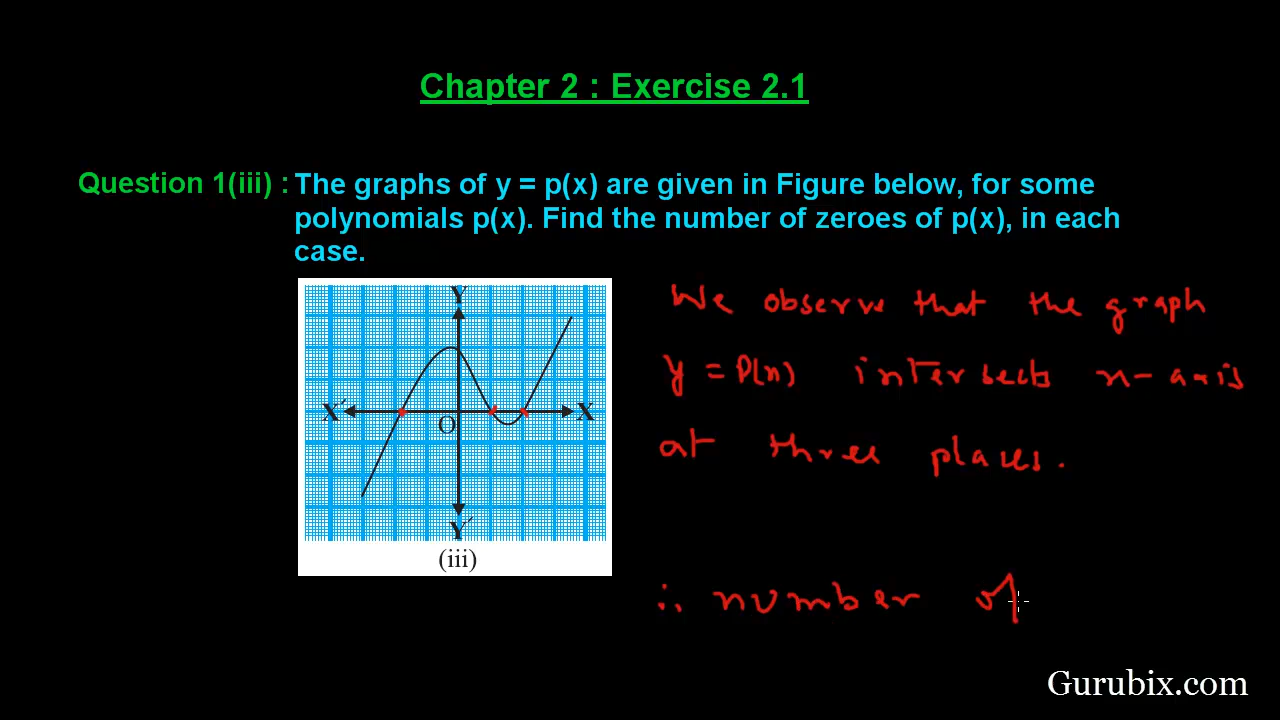 Chapter 2 : Exercise 2.1
Question 1(iii) : The graphs of y = p(x) are given in Figure below, for some
polynomials p(x). Find the number of zeroes of p(x), in each
case.
Y
X′ O X
Y′
(iii)
We observe that the graph
y = P(n) intersects n-axis
at three places.
∴ number of
Gurubix.com